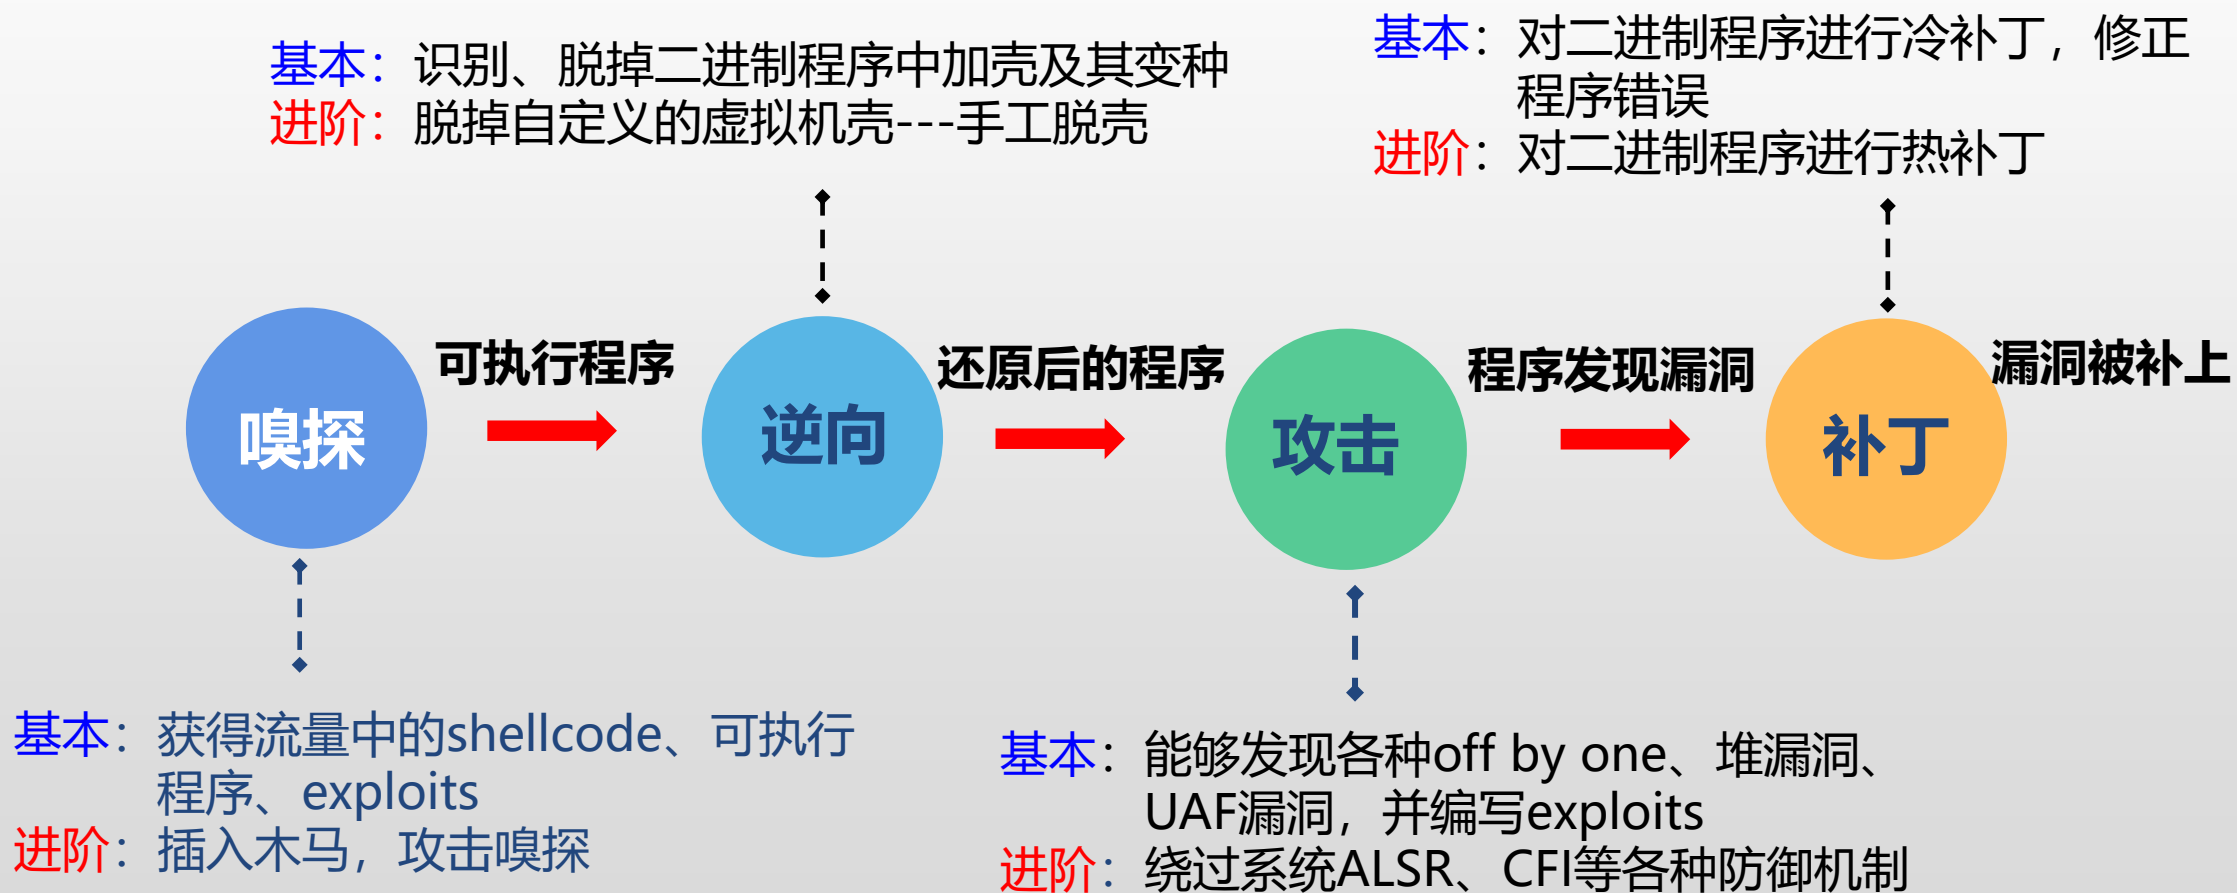 基本：识别、脱掉二进制程序中加壳及其变种
进阶：脱掉自定义的虚拟机壳---手工脱壳
基本：对二进制程序进行冷补丁，修正
程序错误
进阶：对二进制程序进行热补丁
嗅探
可执行程序
逆向
还原后的程序
攻击
程序发现漏洞
补丁
漏洞被补上
基本：获得流量中的shellcode、可执行
程序、exploits
进阶：插入木马，攻击嗅探
基本：能够发现各种off by one、堆漏洞、
UAF漏洞，并编写exploits
进阶：绕过系统ALSR、CFI等各种防御机制